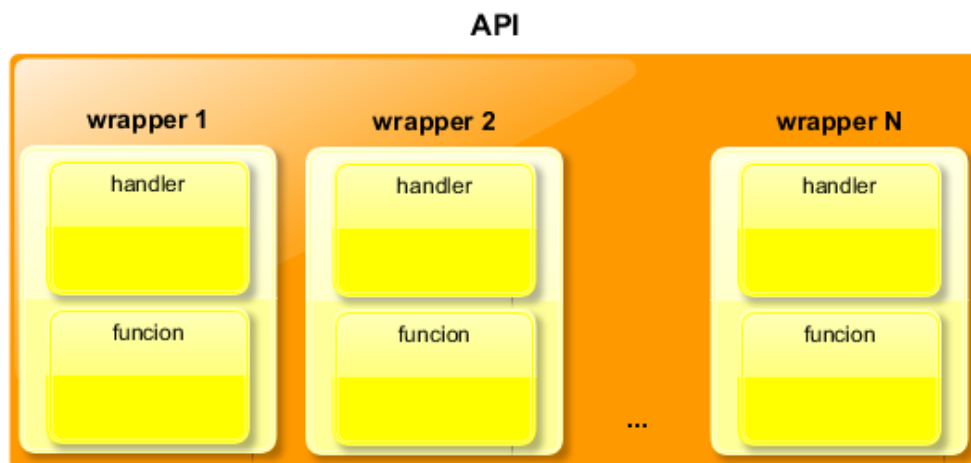 API
wrapper 1
wrapper 2
wrapper N
handler
handler
handler
funcion
funcion
funcion
...